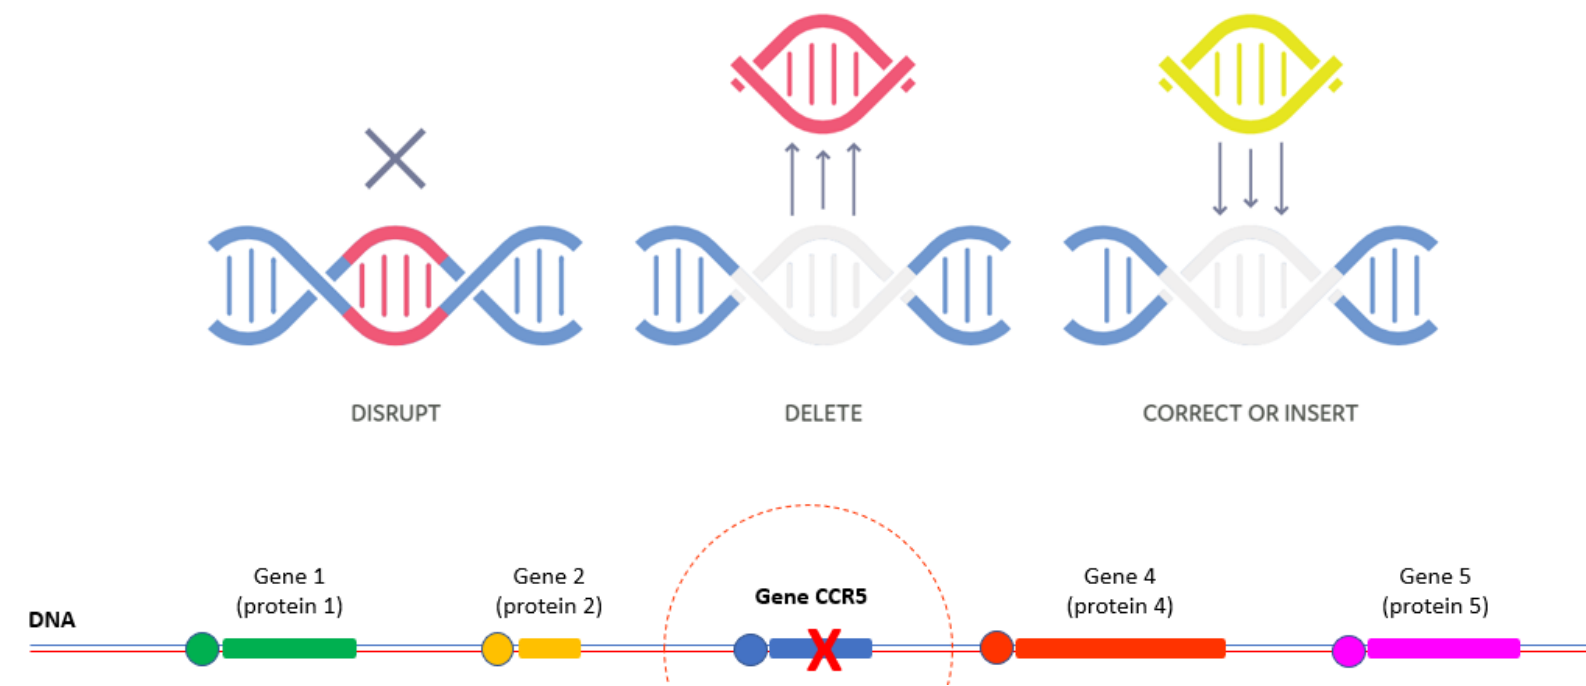 DISRUPT
DELETE
CORRECT OR INSERT
Gene 1
(protein 1)
Gene 2
(protein 2)
Gene CCR5
Gene 4
(protein 4)
Gene 5
(protein 5)
DNA
X